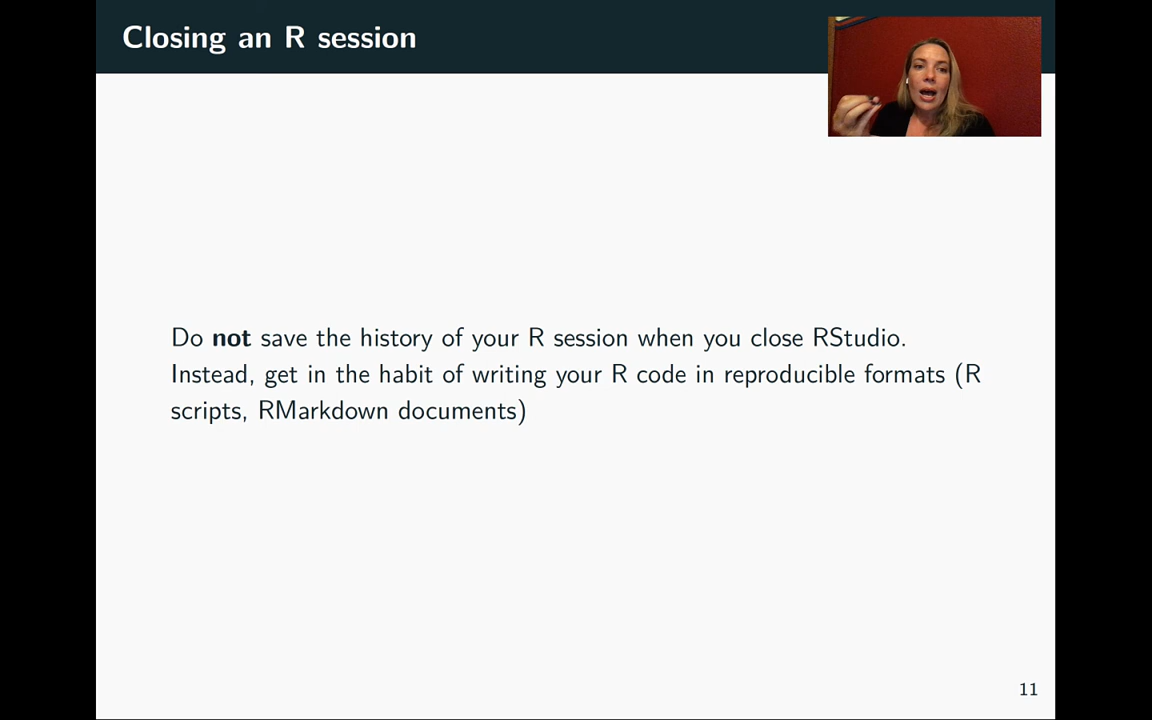 Closing an R session
Do not save the history of your R session when you close RStudio.
Instead, get in the habit of writing your R code in reproducible formats (R
scripts, RMarkdown documents)
11